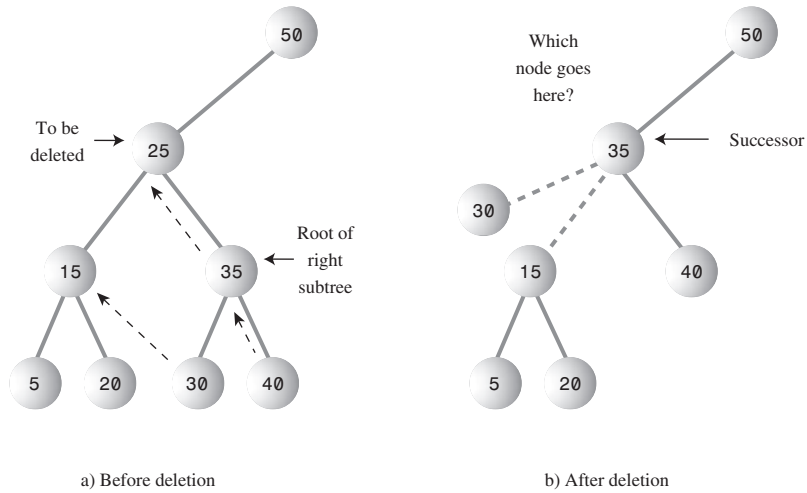 50
To be
deleted
25
Root of
right
subtree
15
35
5
20
30
40
a) Before deletion
Which
node goes
here?
50
35
Successor
30
15
40
5
20
b) After deletion